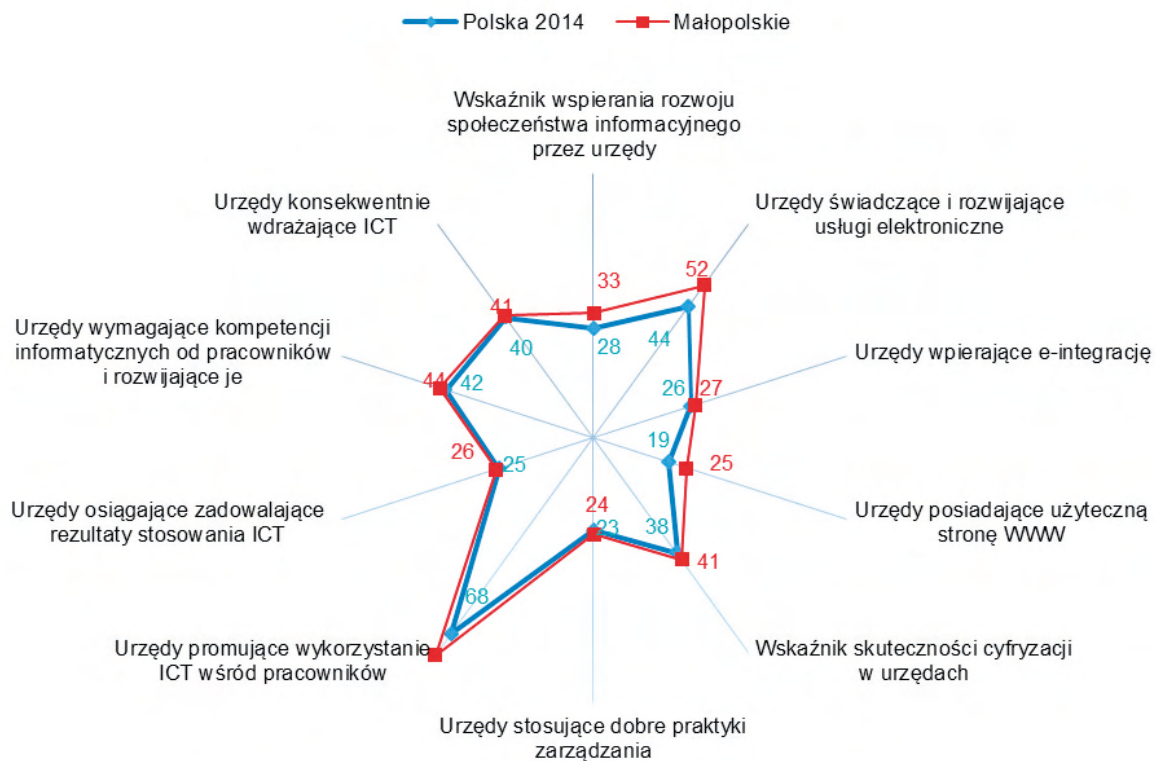 Polska 2014 Małopolskie
Wskaźnik wspierania rozwoju
społeczeństwa informacyjnego
przez urzędy
Urzędy konsekwentnie
wdrażające ICT
Urzędy świadczące i rozwijające
usługi elektroniczne
52
33
41
44
28
40
Urzędy wymagające kompetencji
informatycznych od pracowników
i rozwijające je
Urzędy wpierające e-integrację
44
42
26
27
19
25
26
25
Urzędy osiągające zadowalające
rezultaty stosowania ICT
Urzędy posiadające użyteczną
stronę WWW
24
23
38
41
68
Urzędy promujące wykorzystanie
ICT wśród pracowników
Wskaźnik skuteczności cyfryzacji
w urzędach
Urzędy stosujące dobre praktyki
zarządzania